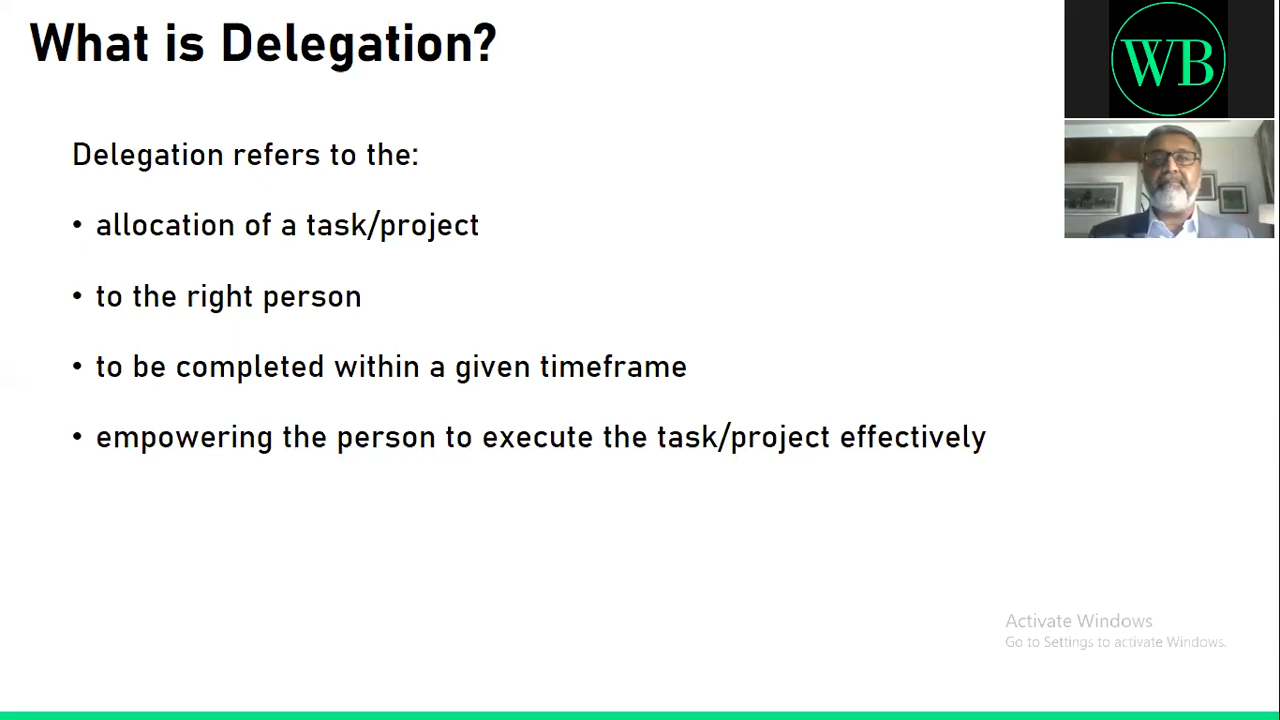 What is Delegation?
WB
Delegation refers to the:
• allocation of a task/project
• to the right person
• to be completed within a given timeframe
• empowering the person to execute the task/project effectively
Activate Windows
Go to Settings to activate Windows.